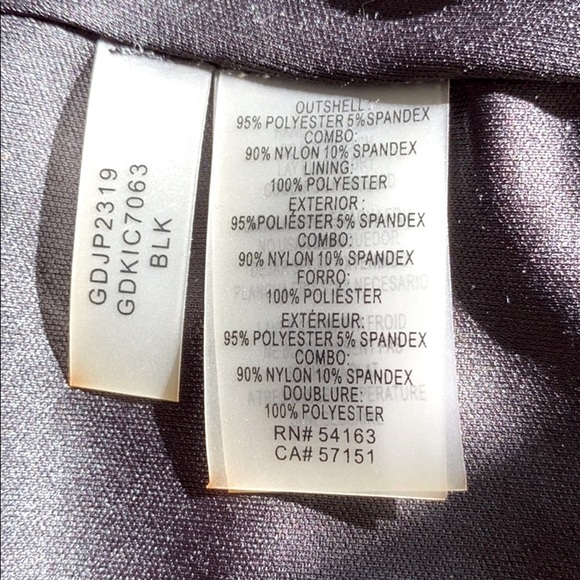 GDJP2319
GDKIC7063
BLK
OUTSHELL:
95% POLYESTER 5%SPANDEX
COMBO:
90% NYLON 10% SPANDEX
LINING:
100% POLYESTER
EXTERIOR:
95%POLIÉSTER 5% SPANDEX
COMBO:
90% NYLON 10% SPANDEX
FORRO:
100% POLIÉSTER
EXTÉRIEUR:
95% POLYESTER 5% SPANDEX
COMBO:
90% NYLON 10% SPANDEX
DOUBLURE:
100% POLYESTER
RN# 54163
CA# 57151